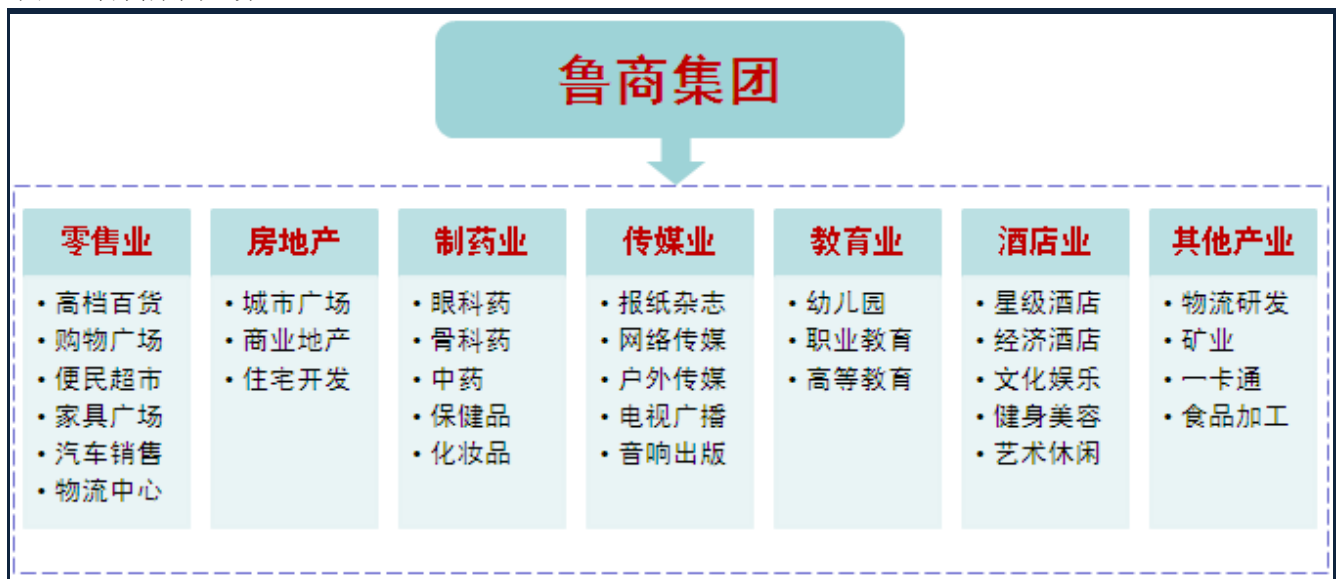 鲁商集团
零售业
• 高档百货
• 购物广场
• 便民超市
• 家具广场
• 汽车销售
• 物流中心
房地产
• 城市广场
• 商业地产
• 住宅开发
制药业
• 眼科药
• 骨科药
• 中药
• 保健品
• 化妆品
传媒业
• 报纸杂志
• 网络传媒
• 户外传媒
• 电视广播
• 音响出版
教育业
• 幼儿园
• 职业教育
• 高等教育
酒店业
• 星级酒店
• 经济酒店
• 文化娱乐
• 健身美容
• 艺术休闲
其他产业
• 物流研发
• 矿业
• 一卡通
• 食品加工